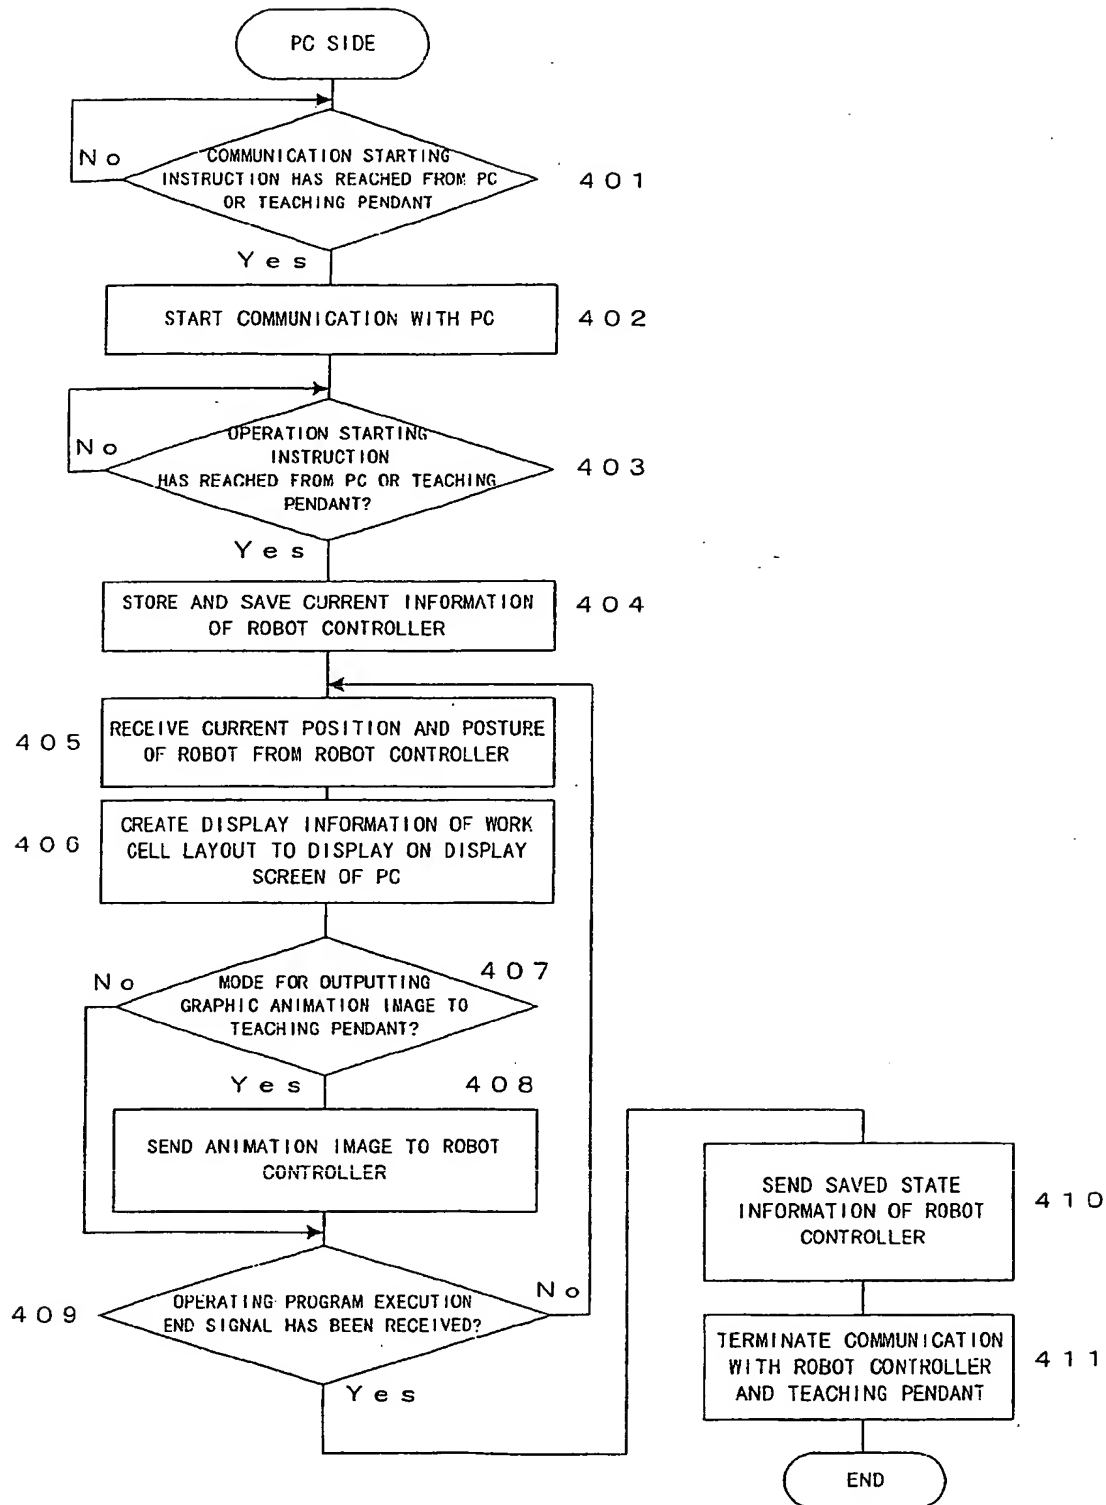 PC SIDE
No
COMMUNICATION STARTING
INSTRUCTION HAS REACHED FROM PC
OR TEACHING PENDANT
401
Yes
START COMMUNICATION WITH PC
402
No
OPERATION STARTING
INSTRUCTION
HAS REACHED FROM PC OR TEACHING
PENDANT?
403
Yes
STORE AND SAVE CURRENT INFORMATION
OF ROBOT CONTROLLER
404
405
RECEIVE CURRENT POSITION AND POSTURE
OF ROBOT FROM ROBOT CONTROLLER
406
CREATE DISPLAY INFORMATION OF WORK
CELL LAYOUT TO DISPLAY ON DISPLAY
SCREEN OF PC
No
407
MODE FOR OUTPUTTING
GRAPHIC ANIMATION IMAGE TO
TEACHING PENDANT?
Yes
408
SEND ANIMATION IMAGE TO ROBOT
CONTROLLER
409
OPERATING PROGRAM EXECUTION
END SIGNAL HAS BEEN RECEIVED?
No
Yes
SEND SAVED STATE
INFORMATION OF ROBOT
CONTROLLER
410
TERMINATE COMMUNICATION
WITH ROBOT CONTROLLER
AND TEACHING PENDANT
411
END